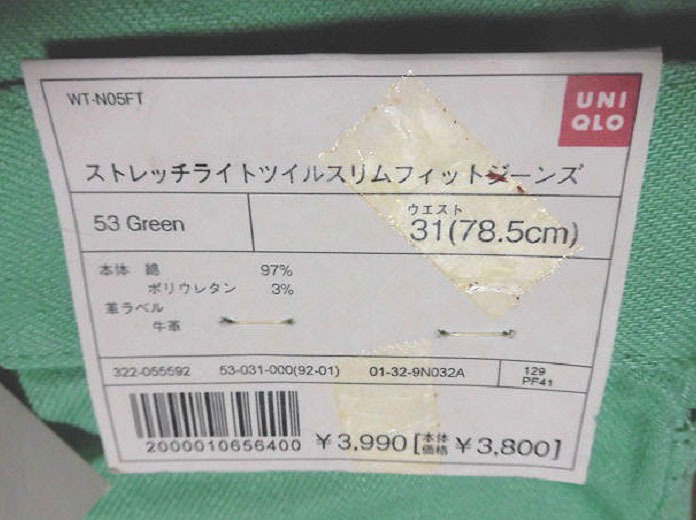 WT-N05FT
UNI
QLO
ストレッチライトツイルスリムフィットジーンズ
53 Green
ウエスト
31(78.5cm)
本体 綿 97%
ポリウレタン 3%
革ラベル
牛革
322-055592 53-031-000(92-01) 01-32-9N032A 129
PF41
2000010656400 ¥3,990[本体価格 ¥3,800]